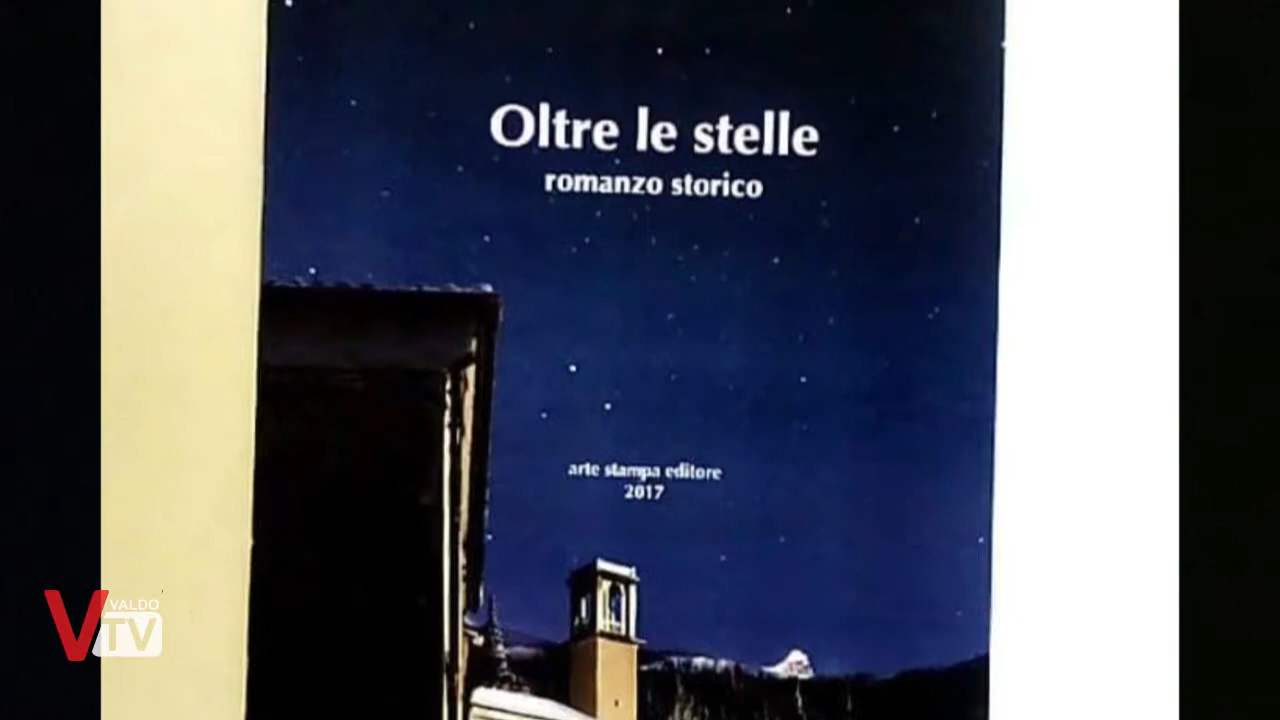 Oltre le stelle
romanzo storico
arte stampa editore
2017
VALDO
TV